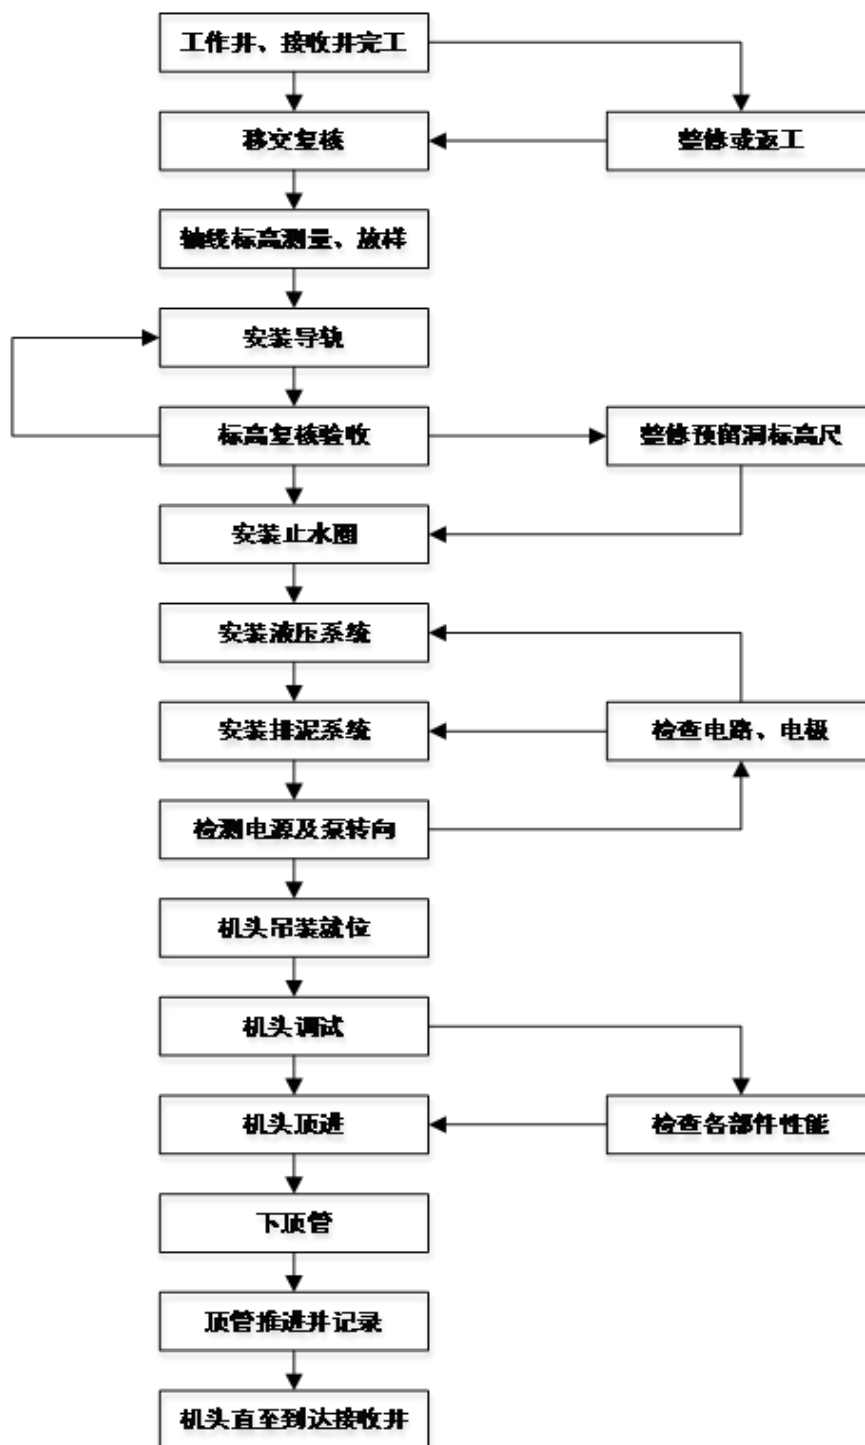 工作井、接收井完工
移交复核
整修或返工
轴线标高测量、放样
安装导轨
标高复核验收
整修预留洞标高尺
安装止水圈
安装液压系统
安装排泥系统
检查电路、电极
检测电源及泵转向
机头吊装就位
机头调试
机头顶进
检查各部件性能
下顶管
顶管推进并记录
机头直至到达接收井